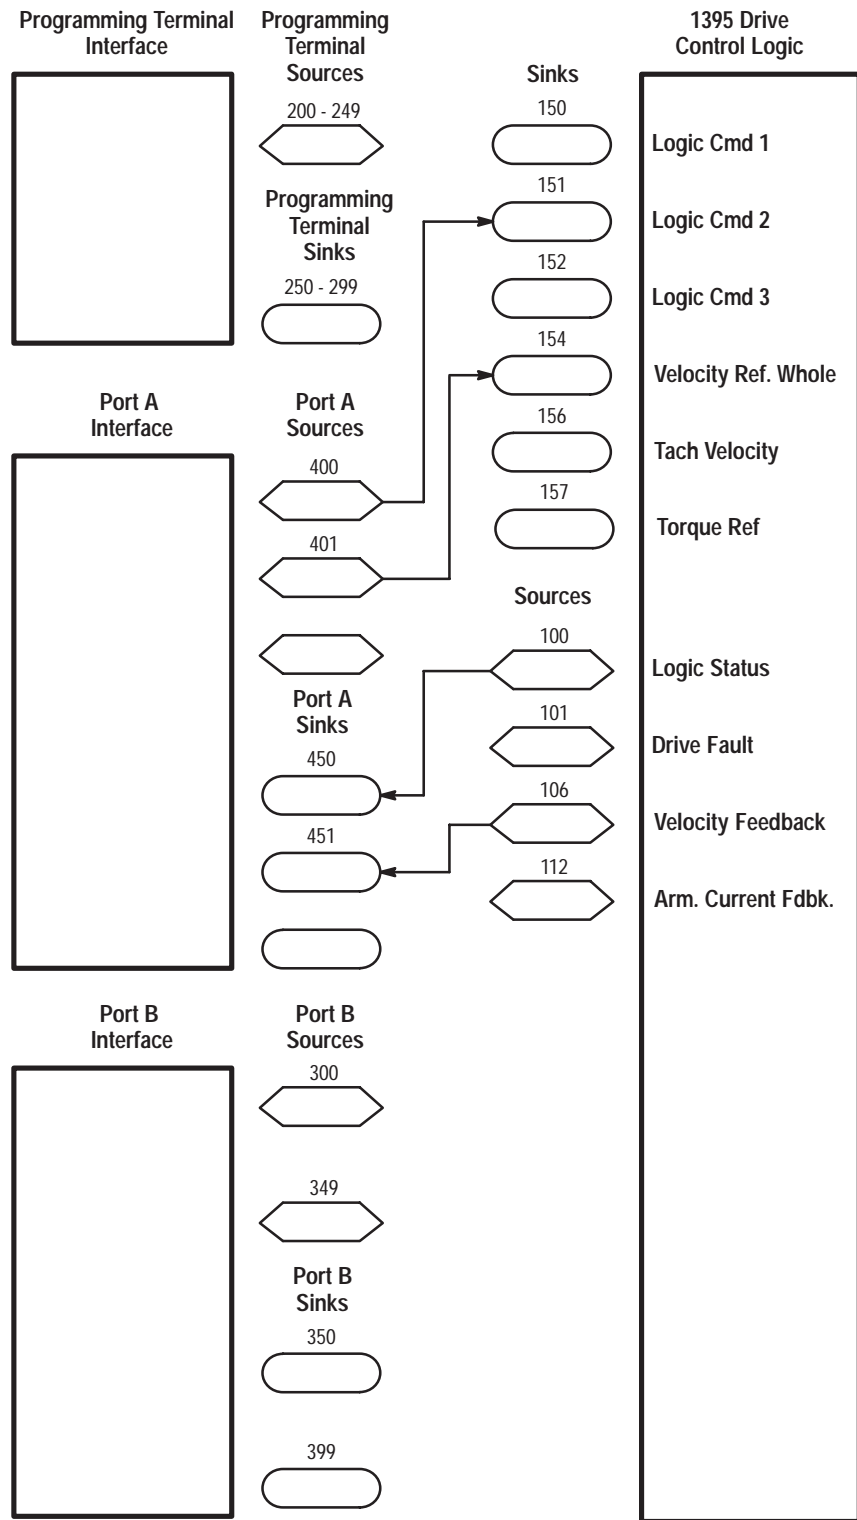 Programming Terminal
Interface
Programming
Terminal
Sources
200 - 249
Programming
Terminal
Sinks
250 - 299
Port A
Interface
Port A
Sources
400
401
Port A
Sinks
450
451
Port B
Interface
Port B
Sources
300
349
Port B
Sinks
350
399
Sinks
150
151
152
154
156
157
Sources
100
101
106
112
1395 Drive
Control Logic
Logic Cmd 1
Logic Cmd 2
Logic Cmd 3
Velocity Ref. Whole
Tach Velocity
Torque Ref
Logic Status
Drive Fault
Velocity Feedback
Arm. Current Fdbk.